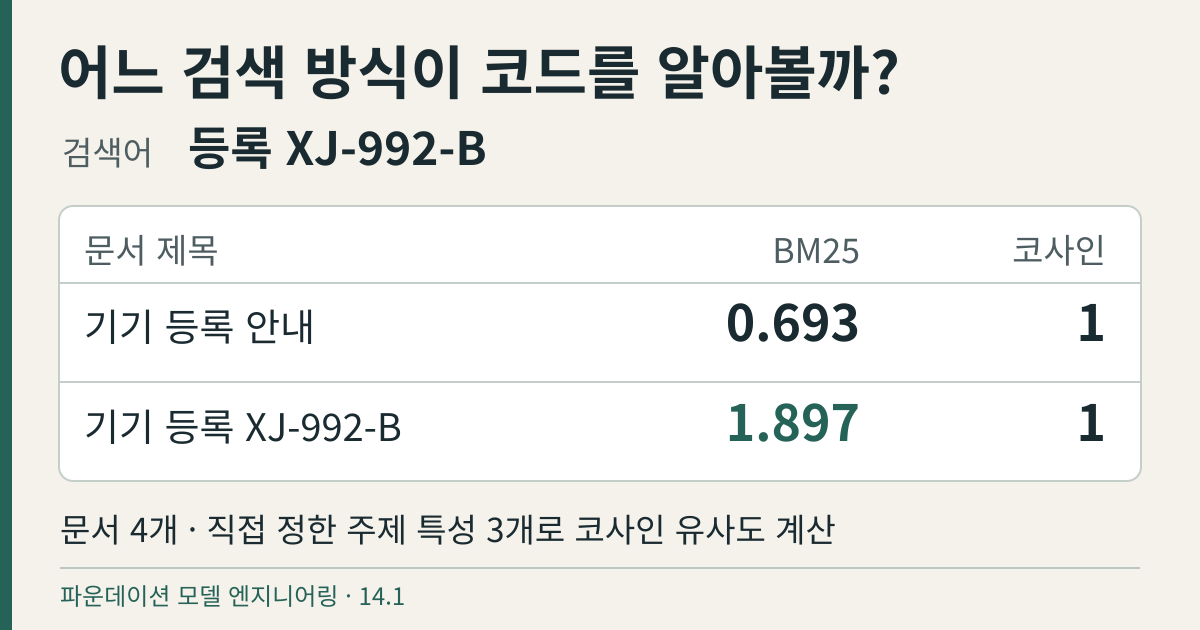 어느 검색 방식이 코드를 알아볼까?
검색어 등록 XJ-992-B
문서 제목 BM25 코사인
기기 등록 안내 0.693 1
기기 등록 XJ-992-B 1.897 1
문서 4개 · 직접 정한 주제 특성 3개로 코사인 유사도 계산
파운데이션 모델 엔지니어링 · 14.1